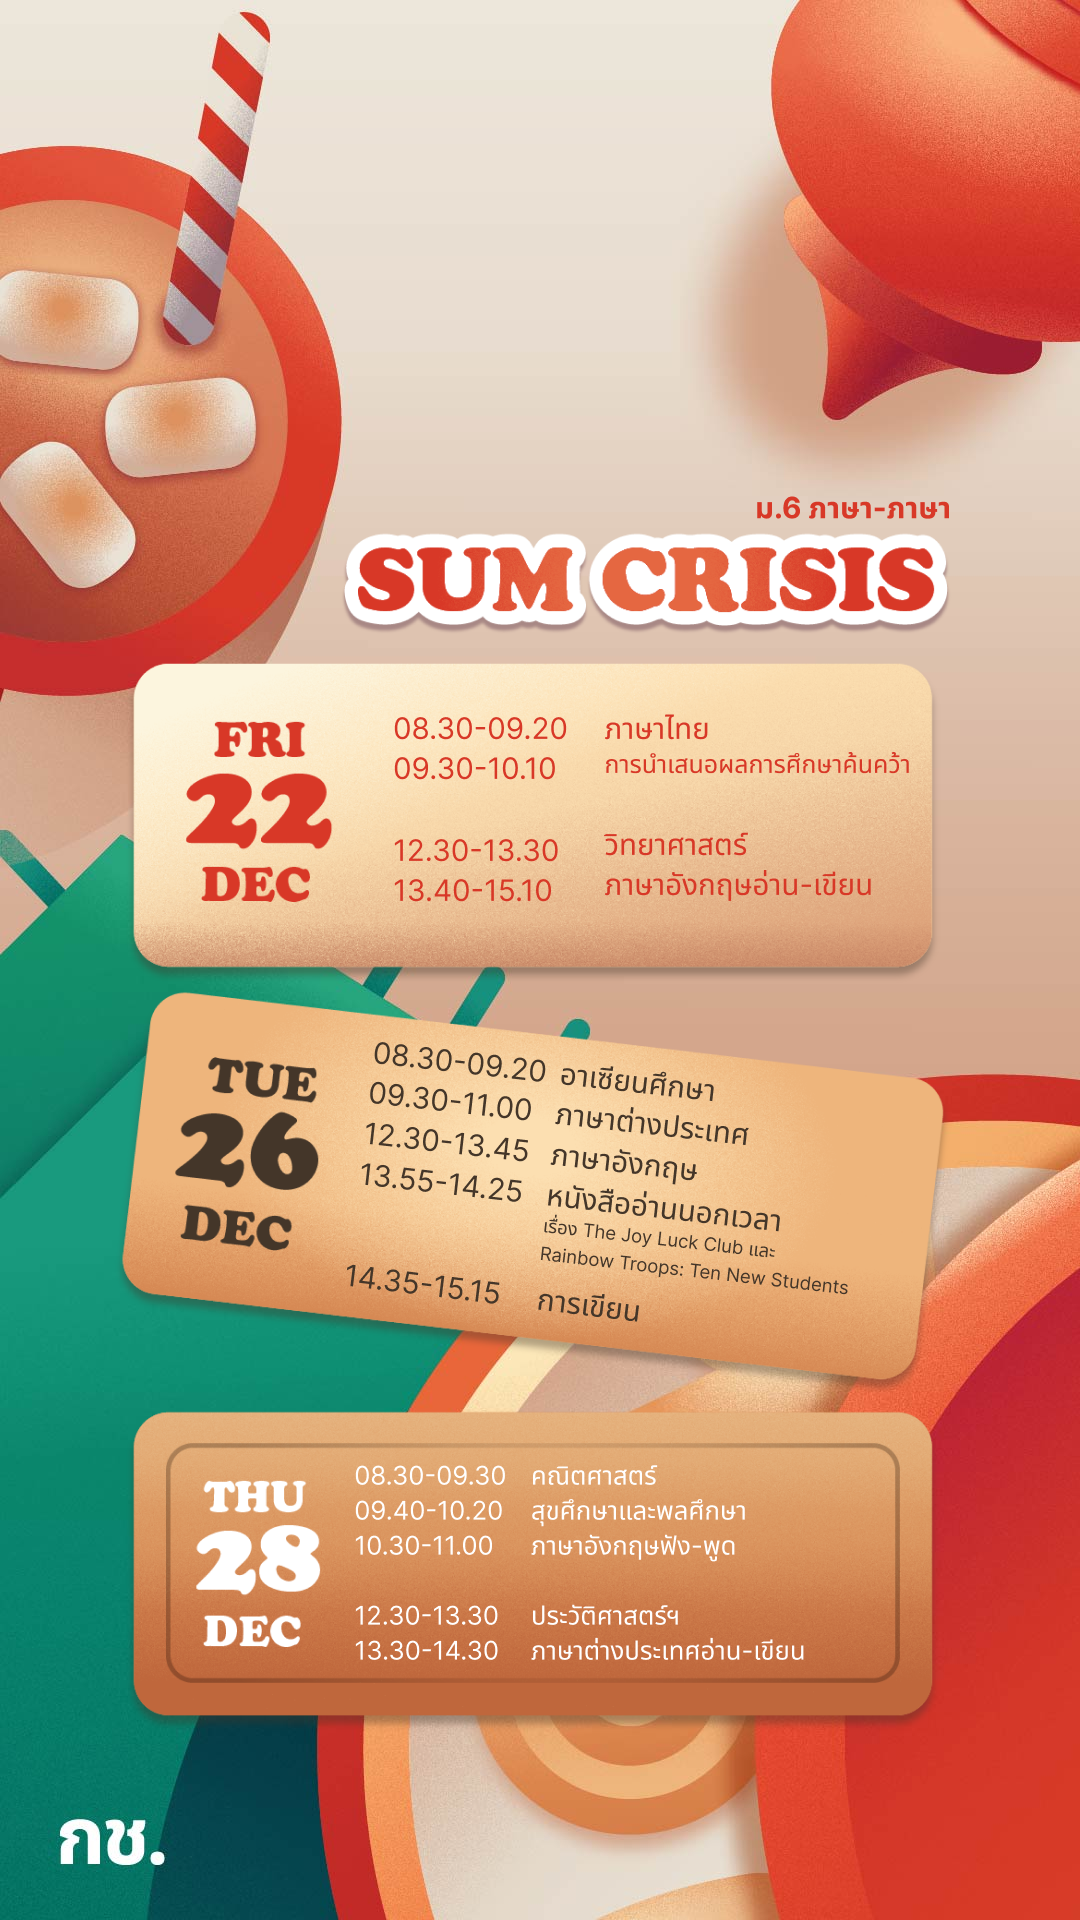 ม.6 ภาษา-ภาษา
SUM CRISIS
FRI
22
DEC
08.30-09.20 ภาษาไทย
09.30-10.10 การนำเสนอผลการศึกษาค้นคว้า
12.30-13.30 วิทยาศาสตร์
13.40-15.10 ภาษาอังกฤษอ่าน-เขียน
TUE
26
DEC
08.30-09.20 อาเซียนศึกษา
09.30-11.00 ภาษาต่างประเทศ
12.30-13.45 ภาษาอังกฤษ
13.55-14.25 หนังสืออ่านนอกเวลา
เรื่อง The Joy Luck Club และ
Rainbow Troops: Ten New Students
14.35-15.15 การเขียน
THU
28
DEC
08.30-09.30 คณิตศาสตร์
09.40-10.20 สุขศึกษาและพลศึกษา
10.30-11.00 ภาษาอังกฤษฟัง-พูด
12.30-13.30 ประวัติศาสตร์ฯ
13.30-14.30 ภาษาต่างประเทศอ่าน-เขียน
กช.